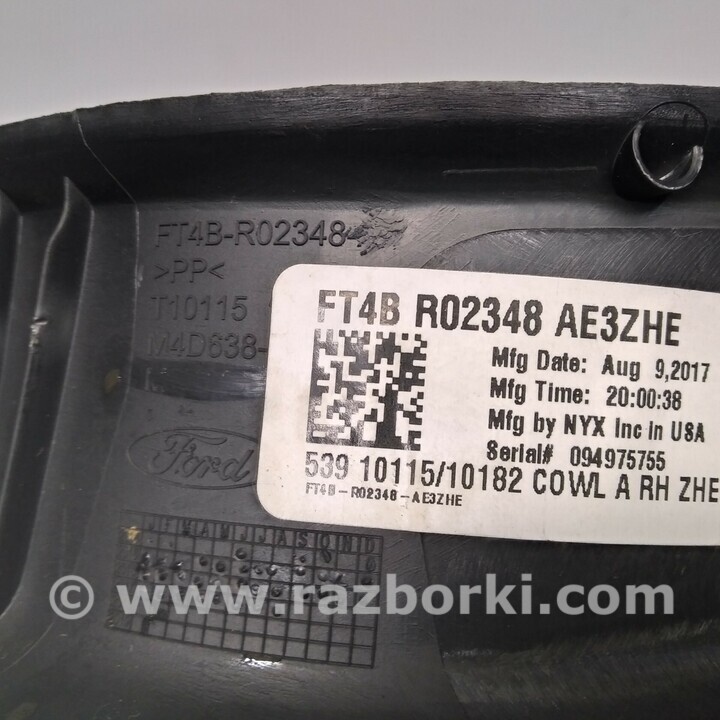 FT4B-R02348-
>PP<
T10115
M4D638-
Ford
FT4B R02348 AE3ZHE
Mfg Date: Aug 9,2017
Mfg Time: 20:00:38
Mfg by NYX Inc in USA
Serial# 094975755
539 10115/10182 COWL A RH ZHE
FT4B-R02348-AE3ZHE
J F M A M J J A S O N D
© www.razborki.com